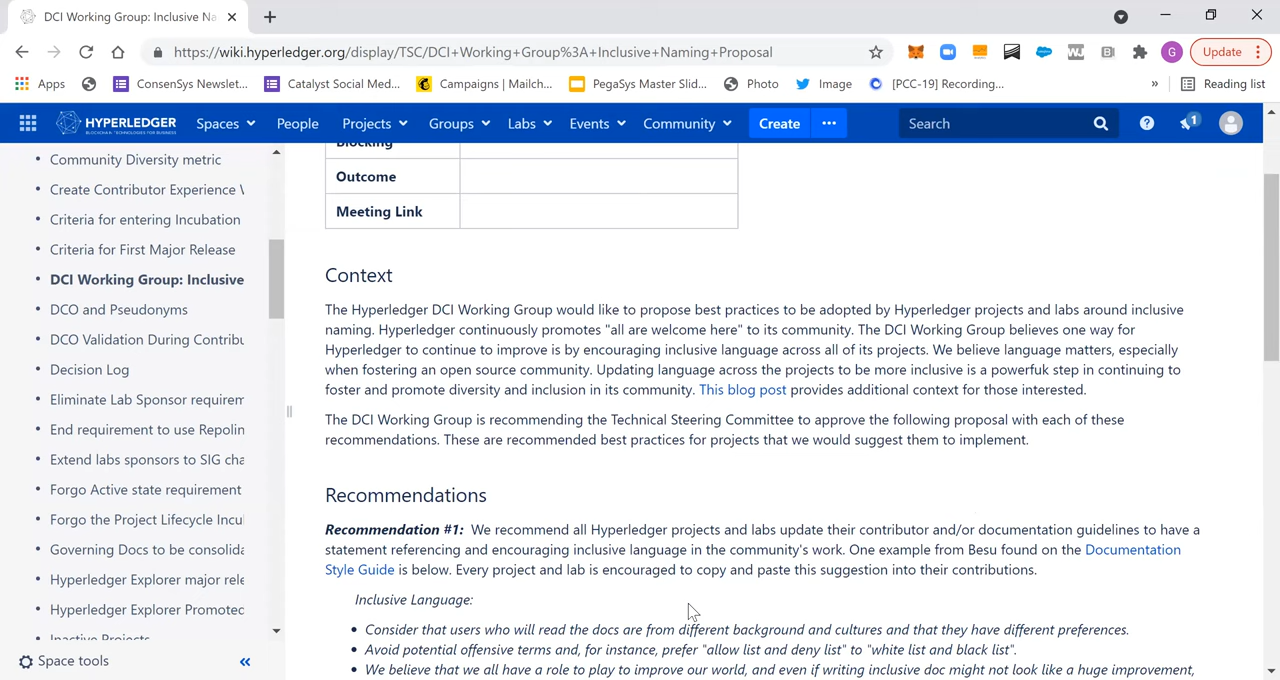 DCI Working Group: Inclusive Na
https://wiki.hyperledger.org/display/TSC/DCI+Working+Group%3A+Inclusive+Naming+Proposal
G
Update
Apps
ConsenSys Newslet...
Catalyst Social Med...
Campaigns | Mailch...
PegaSys Master Slid...
Photo
Image
[PCC-19] Recording...
»
Reading list
HYPERLEDGER
BLOCKCHAIN TECHNOLOGIES FOR BUSINESS
Spaces
People
Projects
Groups
Labs
Events
Community
Create
Search
1
Community Diversity metric
Create Contributor Experience
Criteria for entering Incubation
Criteria for First Major Release
DCI Working Group: Inclusive
DCO and Pseudonyms
DCO Validation During Contribu
Decision Log
Eliminate Lab Sponsor requirem
End requirement to use Repolin
Extend labs sponsors to SIG cha
Forgo Active state requirement
Forgo the Project Lifecycle Incu
Governing Docs to be consolida
Hyperledger Explorer major rele
Hyperledger Explorer Promoted
Inactive Projects
Space tools
«
Blocking
Outcome
Meeting Link
Context
The Hyperledger DCI Working Group would like to propose best practices to be adopted by Hyperledger projects and labs around inclusive
naming. Hyperledger continuously promotes "all are welcome here" to its community. The DCI Working Group believes one way for
Hyperledger to continue to improve is by encouraging inclusive language across all of its projects. We believe language matters, especially
when fostering an open source community. Updating language across the projects to be more inclusive is a powerfuk step in continuing to
foster and promote diversity and inclusion in its community. This blog post provides additional context for those interested.
The DCI Working Group is recommending the Technical Steering Committee to approve the following proposal with each of these
recommendations. These are recommended best practices for projects that we would suggest them to implement.
Recommendations
Recommendation #1: We recommend all Hyperledger projects and labs update their contributor and/or documentation guidelines to have a
statement referencing and encouraging inclusive language in the community's work. One example from Besu found on the Documentation
Style Guide is below. Every project and lab is encouraged to copy and paste this suggestion into their contributions.
Inclusive Language:
Consider that users who will read the docs are from different background and cultures and that they have different preferences.
Avoid potential offensive terms and, for instance, prefer "allow list and deny list" to "white list and black list".
We believe that we all have a role to play to improve our world, and even if writing inclusive doc might not look like a huge improvement,